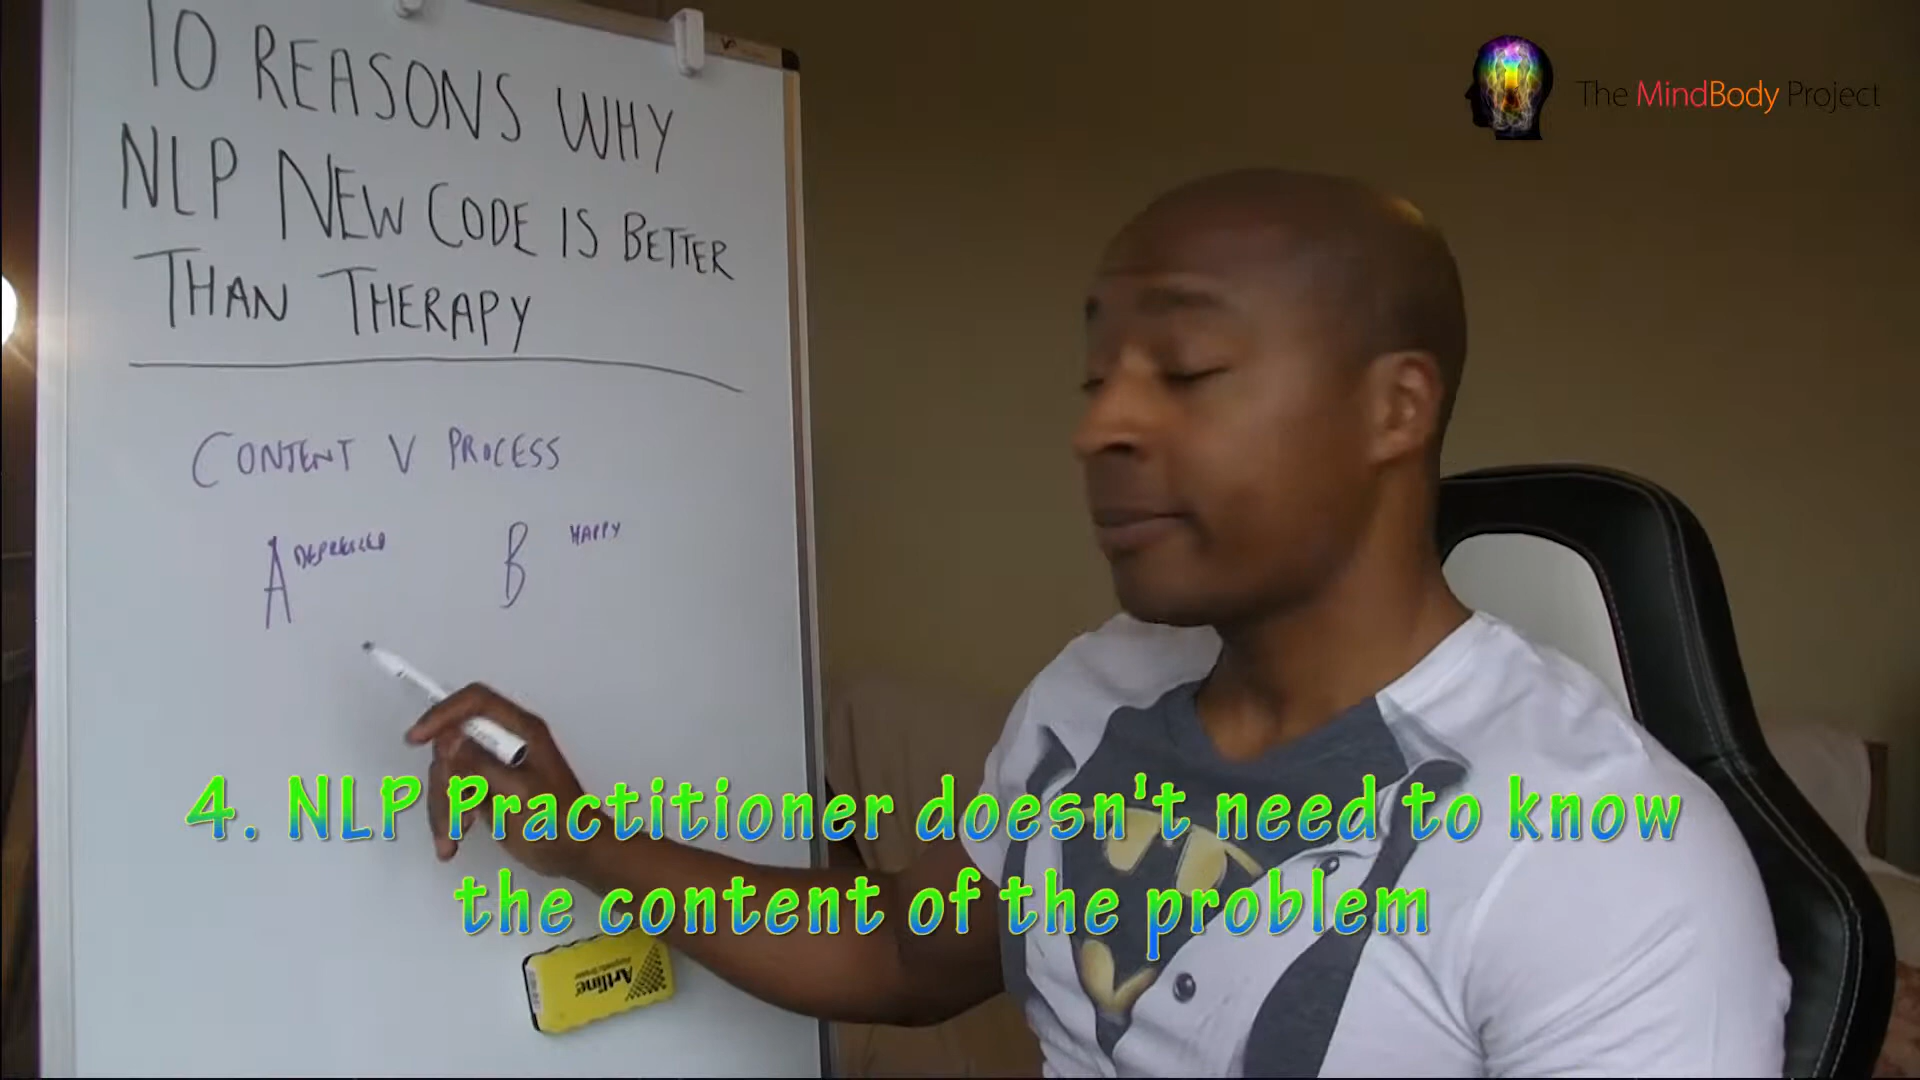 10 REASONS WHY
NLP NEW CODE IS BETTER
THAN THERAPY
CONTENT V PROCESS
A DEPRESSED B HAPPY
The MindBody Project
4. NLP Practitioner doesn't need to know
the content of the problem
Artline